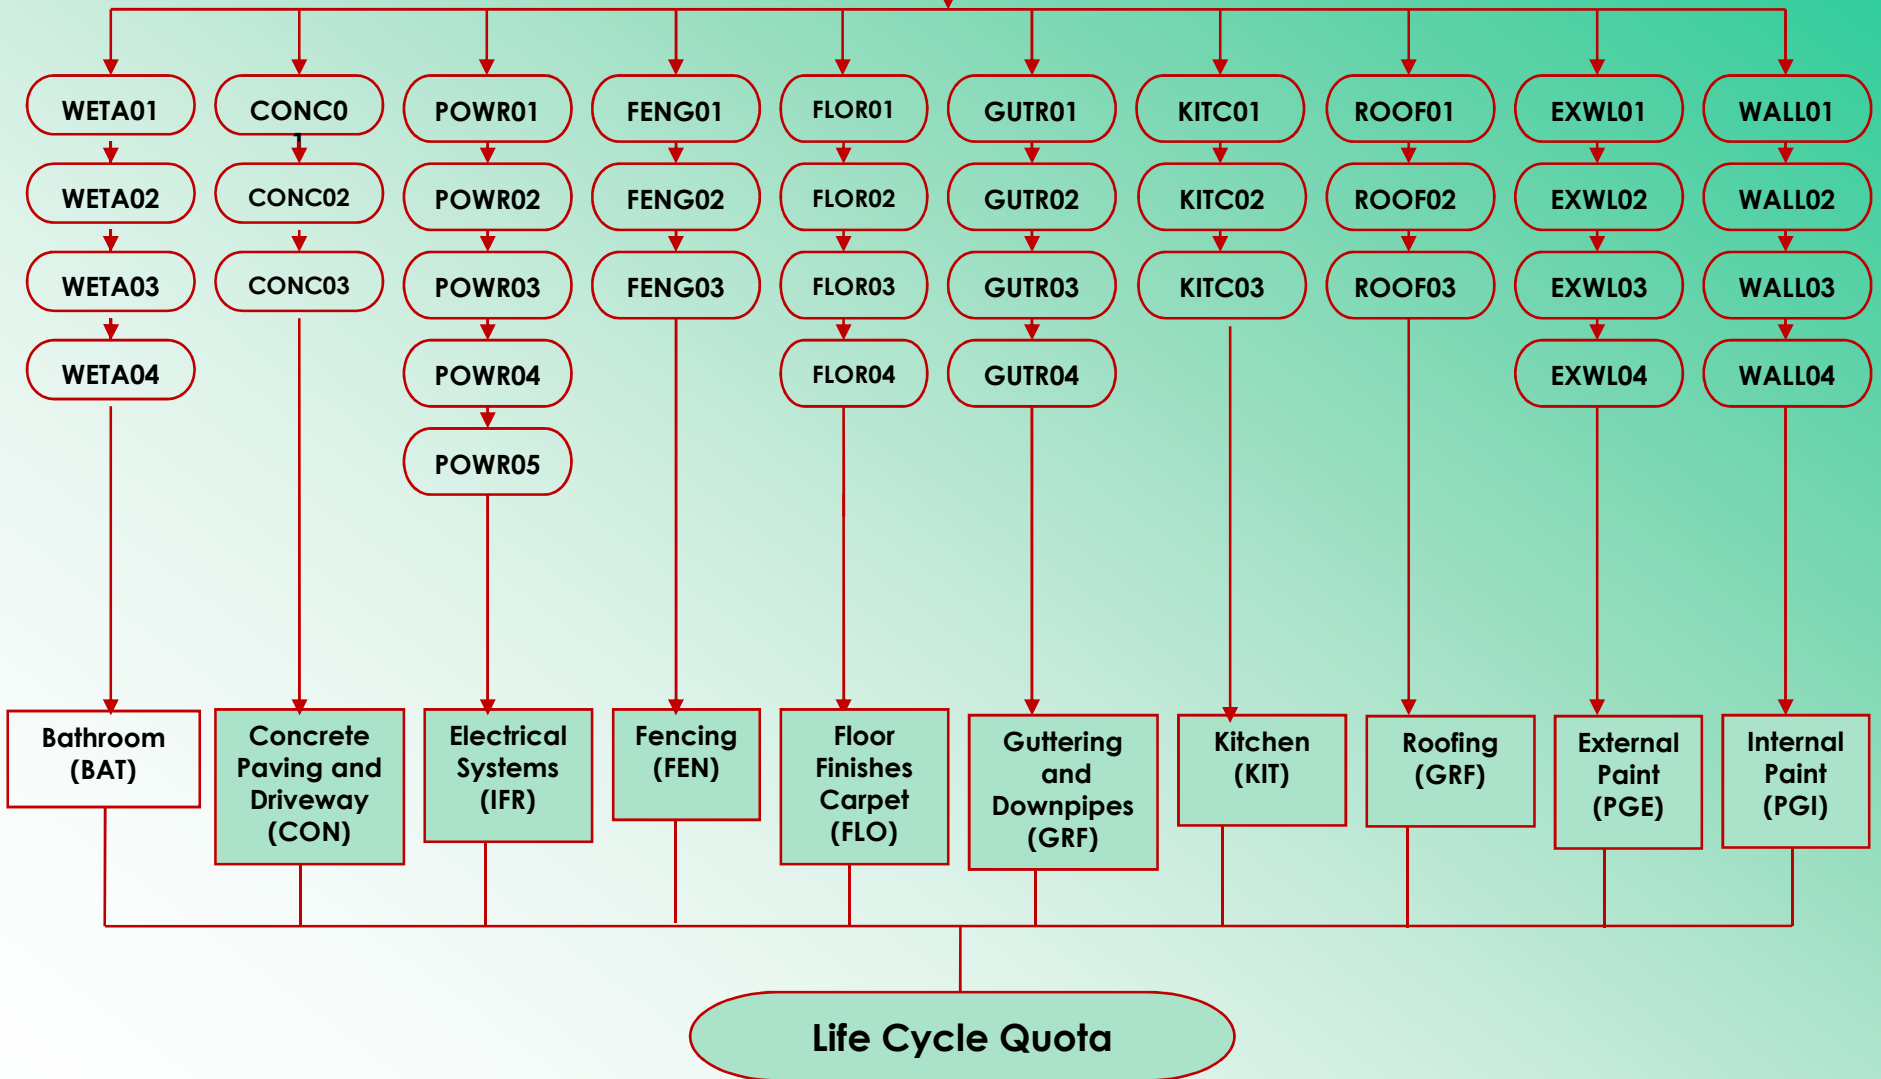 WETA01
CONC0
1
POWR01
FENG01
FLOR01
GUTR01
KITC01
ROOF01
EXWL01
WALL01
WETA02
CONC02
POWR02
FENG02
FLOR02
GUTR02
KITC02
ROOF02
EXWL02
WALL02
WETA03
CONC03
POWR03
FENG03
FLOR03
GUTR03
KITC03
ROOF03
EXWL03
WALL03
WETA04
POWR04
FLOR04
GUTR04
EXWL04
WALL04
POWR05
Bathroom
(BAT)
Concrete
Paving and
Driveway
(CON)
Electrical
Systems
(IFR)
Fencing
(FEN)
Floor
Finishes
Carpet
(FLO)
Guttering
and
Downpipes
(GRF)
Kitchen
(KIT)
Roofing
(GRF)
External
Paint
(PGE)
Internal
Paint
(PGI)
Life Cycle Quota